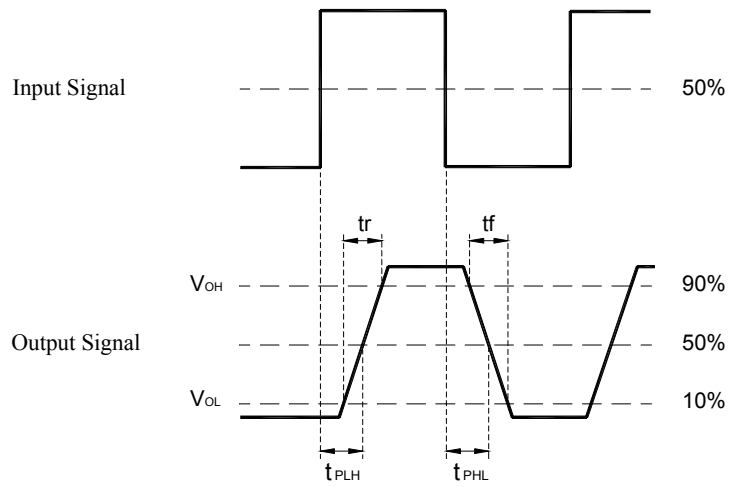 Input Signal
50%
tr
tf
VOH
90%
Output Signal
50%
VOL
10%
tPLH
tPHL